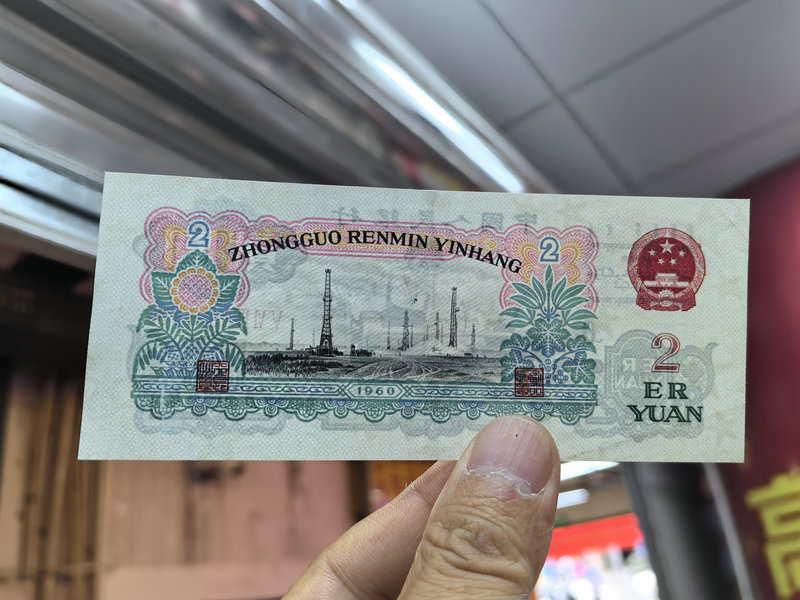 2
ZHONGGUO RENMIN YINHANG
2
2
ER
YUAN
1960